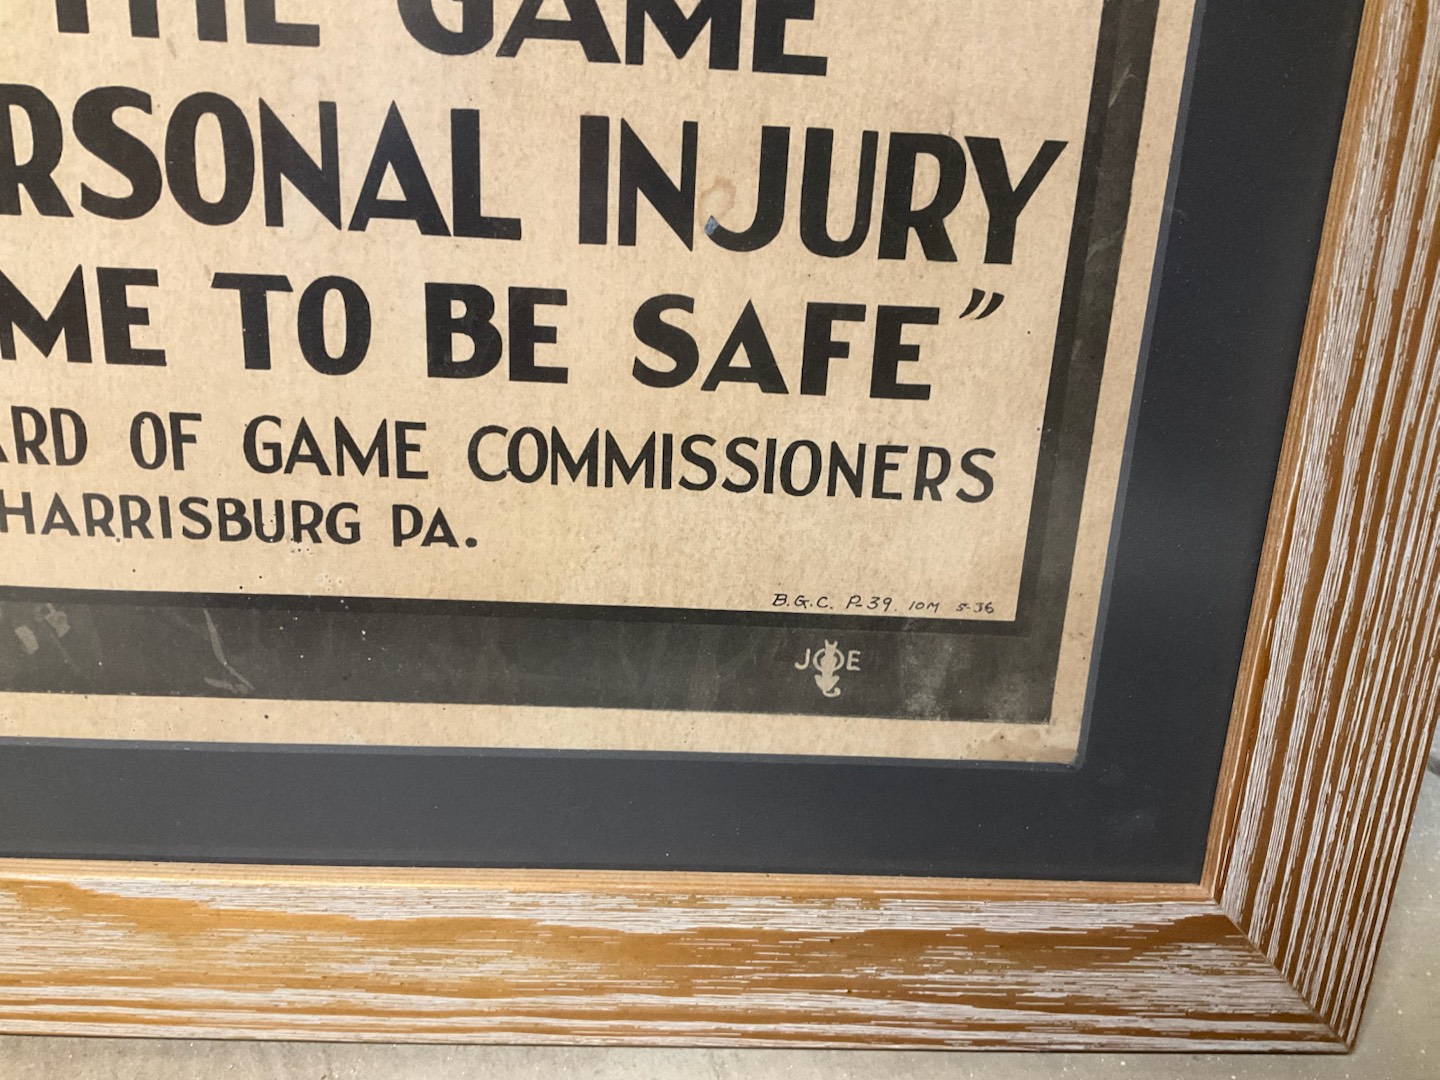 THE GAME
RSONAL INJURY
ME TO BE SAFE”
ARD OF GAME COMMISSIONERS
HARRISBURG PA.
B.G.C. P-39. 10M 5-36
JOE